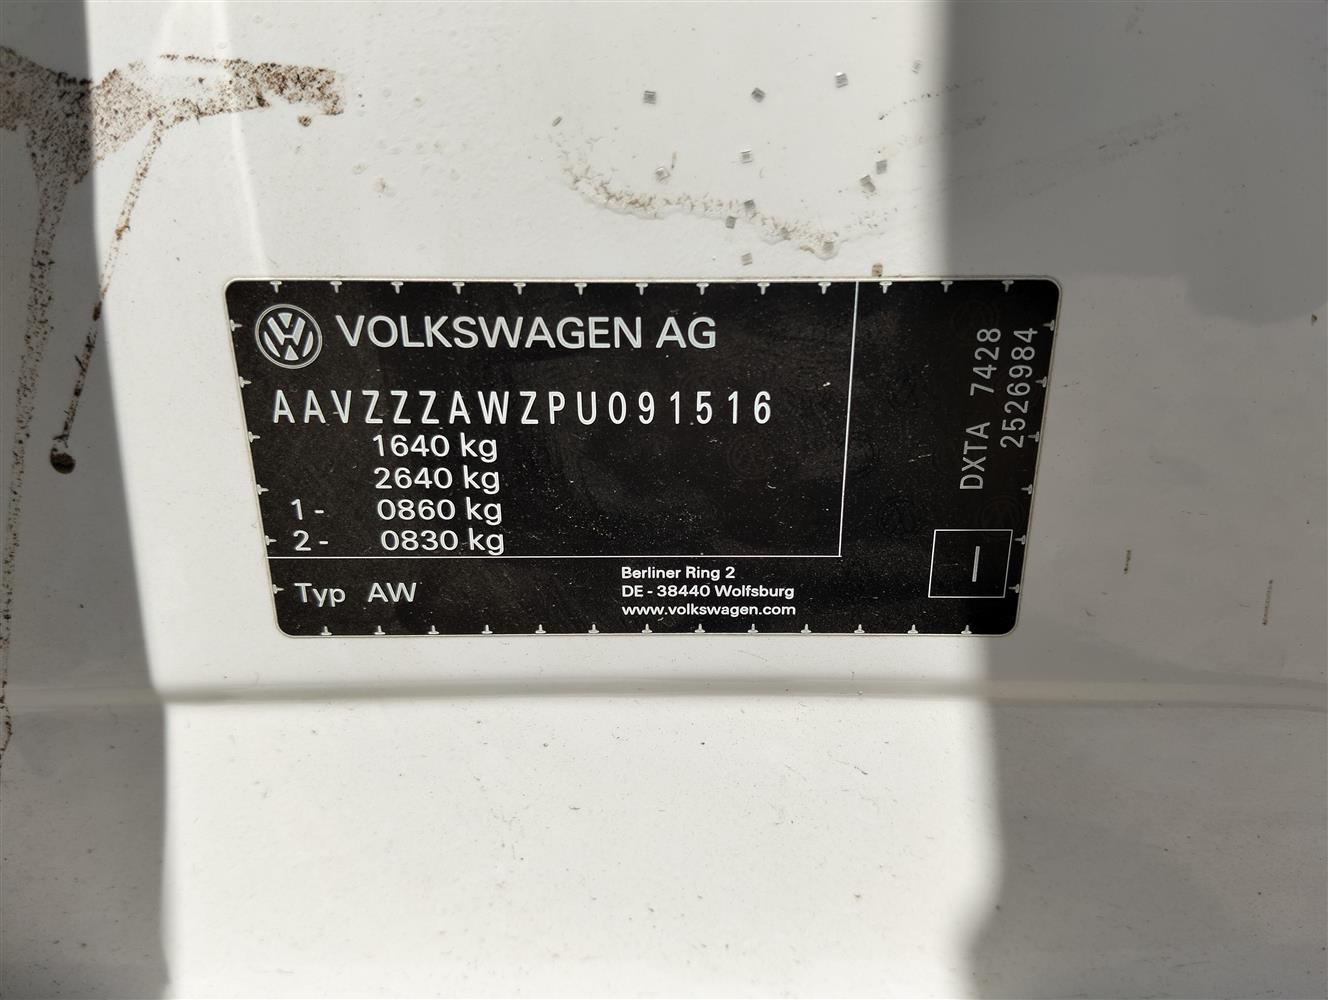 VOLKSWAGEN AG
AAVZZZAWZPU091516
1640 kg
2640 kg
1- 0860 kg
2- 0830 kg
Typ AW
Berliner Ring 2
DE - 38440 Wolfsburg
www.volkswagen.com
DXTA 7428
2526984
I